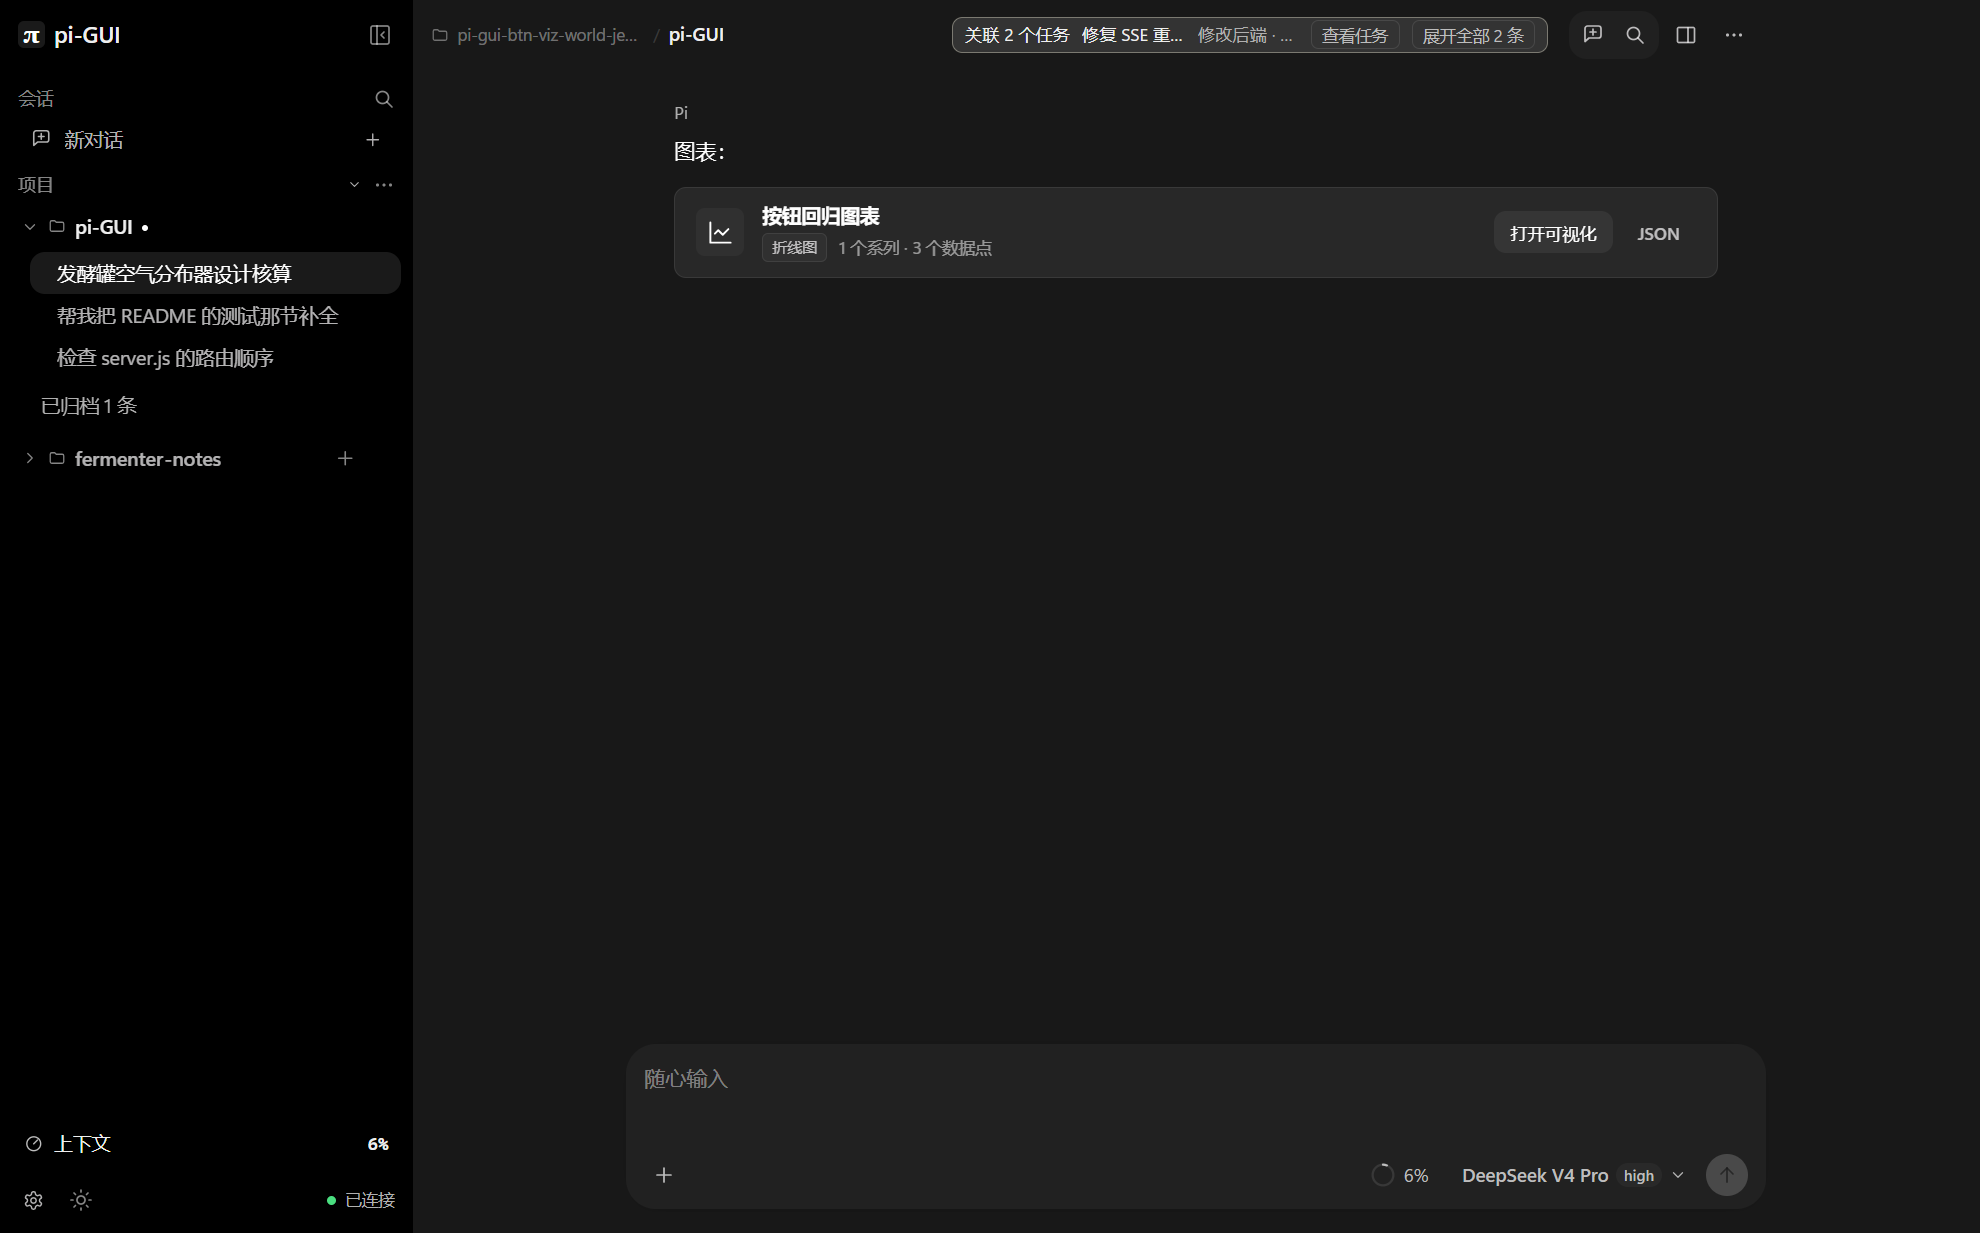 π pi-GUI
会话
新对话
项目
pi-GUI
发酵罐空气分布器设计核算
帮我把 README 的测试那节补全
检查 server.js 的路由顺序
已归档 1 条
fermenter-notes
上下文 6%
已连接
pi-gui-btn-viz-world-je... / pi-GUI
关联 2 个任务 修复 SSE 重... 修改后端 · ... 查看任务 展开全部 2 条
Pi
图表：
按钮回归图表
折线图 1 个系列 · 3 个数据点
打开可视化 JSON
随心输入
6% DeepSeek V4 Pro high